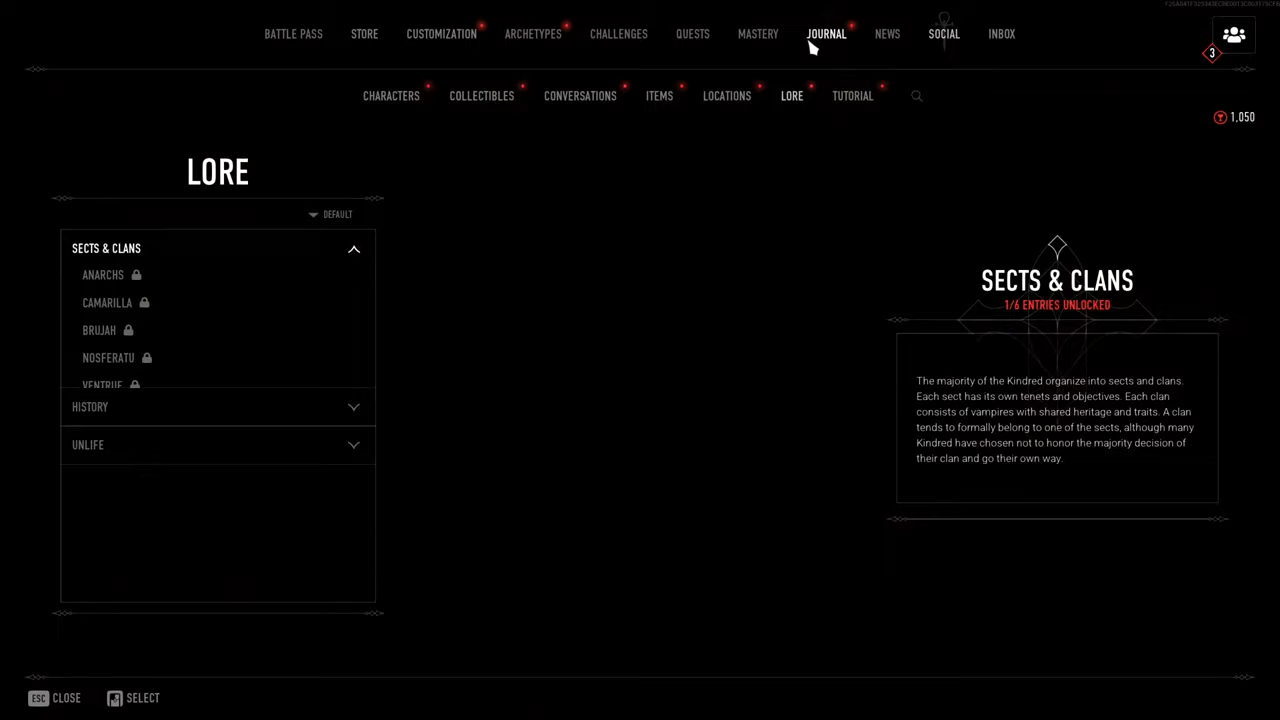 BATTLE PASS STORE CUSTOMIZATION ARCHETYPES CHALLENGES QUESTS MASTERY JOURNAL NEWS SOCIAL INBOX
3
CHARACTERS COLLECTIBLES CONVERSATIONS ITEMS LOCATIONS LORE TUTORIAL
1,050
LORE
DEFAULT
SECTS & CLANS
ANARCHS
CAMARILLA
BRUJAH
NOSFERATU
VENTRUE
HISTORY
UNLIFE
SECTS & CLANS
1/6 ENTRIES UNLOCKED
The majority of the Kindred organize into sects and clans.
Each sect has its own tenets and objectives. Each clan
consists of vampires with shared heritage and traits. A clan
tends to formally belong to one of the sects, although many
Kindred have chosen not to honor the majority decision of
their clan and go their own way.
ESC CLOSE SELECT